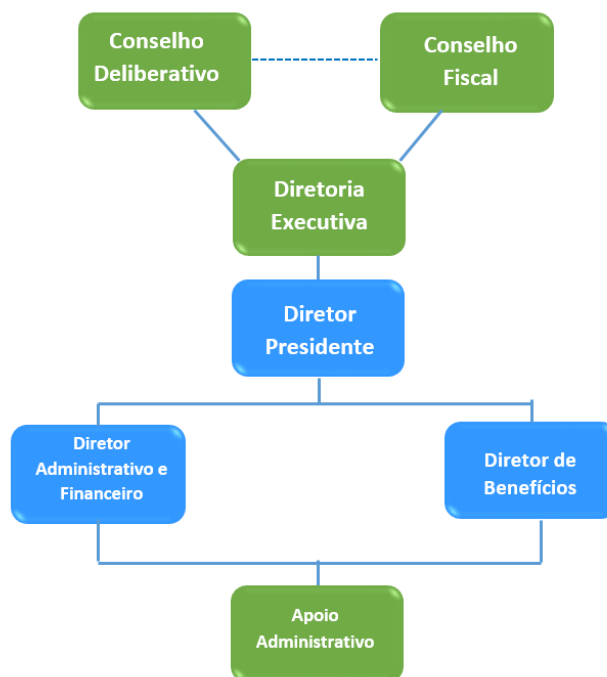 Conselho
Deliberativo
Conselho
Fiscal
Diretoria
Executiva
Diretor
Presidente
Diretor
Administrativo e
Financeiro
Diretor de
Benefícios
Apoio
Administrativo